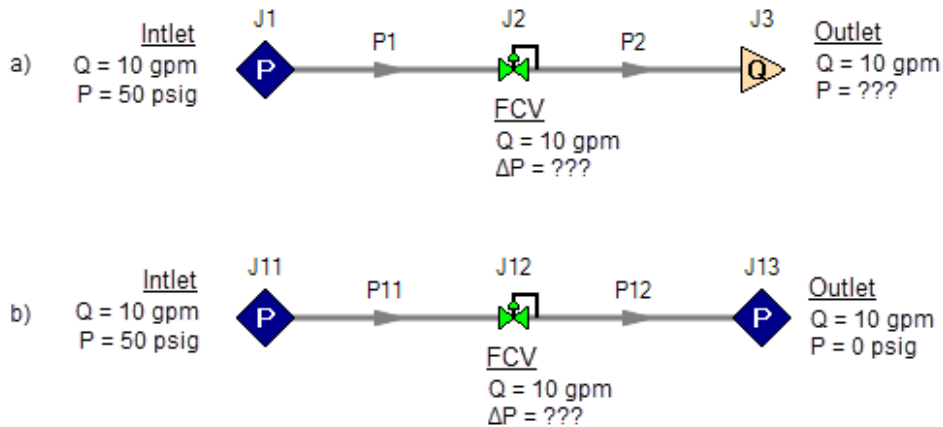 J1
J2
J3
Intlet
P1
P2
Outlet
a)
Q = 10 gpm
P
Q
Q = 10 gpm
P = 50 psig
P = ???
FCV
Q = 10 gpm
ΔP = ???
J11
J12
J13
Intlet
P11
P12
Outlet
b)
Q = 10 gpm
P
P
Q = 10 gpm
P = 50 psig
P = 0 psig
FCV
Q = 10 gpm
ΔP = ???